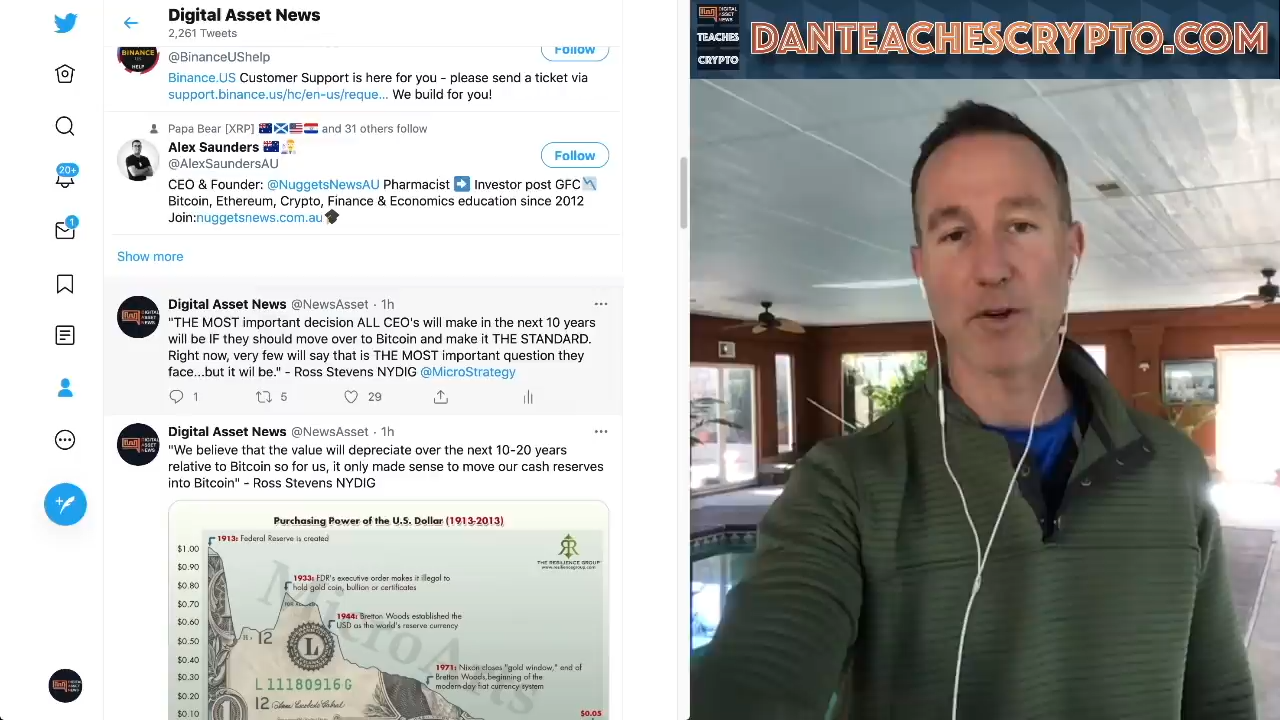 Digital Asset News
2,261 Tweets
BINANCE
.US
HELP
@BinanceUShelp
Follow
Binance.US Customer Support is here for you - please send a ticket via
support.binance.us/hc/en-us/reque... We build for you!
Papa Bear [XRP] and 31 others follow
Alex Saunders
@AlexSaundersAU
Follow
CEO & Founder: @NuggetsNewsAU Pharmacist Investor post GFC
Bitcoin, Ethereum, Crypto, Finance & Economics education since 2012
Join:nuggetsnews.com.au
Show more
Digital Asset News @NewsAsset · 1h
"THE MOST important decision ALL CEO's will make in the next 10 years
will be IF they should move over to Bitcoin and make it THE STANDARD.
Right now, very few will say that is THE MOST important question they
face...but it wil be." - Ross Stevens NYDIG @MicroStrategy
1 5 29
Digital Asset News @NewsAsset · 1h
"We believe that the value will depreciate over the next 10-20 years
relative to Bitcoin so for us, it only made sense to move our cash reserves
into Bitcoin" - Ross Stevens NYDIG
Purchasing Power of the U.S. Dollar (1913-2013)
1913: Federal Reserve is created
THE RESILIENCE GROUP
1933: FDR's executive order makes it illegal to
hold gold coin, bullion or certificates
1944: Bretton Woods established the
USD as the world's reserve currency
1971: Nixon closes "gold window," end of
Bretton Woods,beginning of the
modern-day fiat currency system
$1.00
$0.90
$0.80
$0.70
$0.60
$0.50
$0.40
$0.30
$0.20
$0.10
$0.05
12
L
L 11180916 G
12
20+
1
DIGITAL
ASSET
NEWS
TEACHES
CRYPTO
DANTEACHESCRYPTO.COM